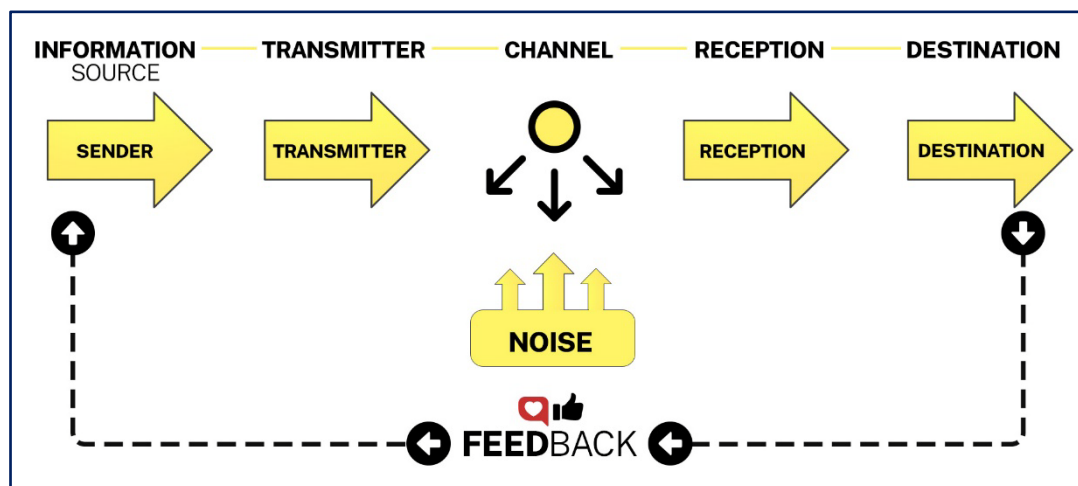 INFORMATION
SOURCE
TRANSMITTER
CHANNEL
RECEPTION
DESTINATION
SENDER
TRANSMITTER
RECEPTION
DESTINATION
NOISE
FEEDBACK